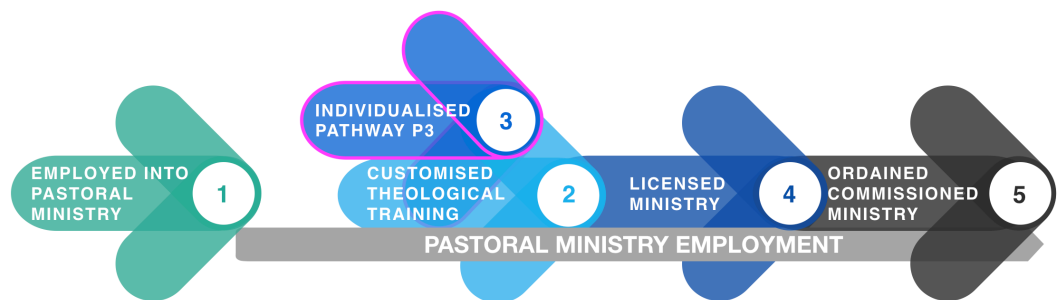 EMPLOYED INTO
PASTORAL
MINISTRY
1
INDIVIDUALISED
PATHWAY P3
3
CUSTOMISED
THEOLOGICAL
TRAINING
2
LICENSED
MINISTRY
4
ORDAINED
COMMISSIONED
MINISTRY
5
PASTORAL MINISTRY EMPLOYMENT